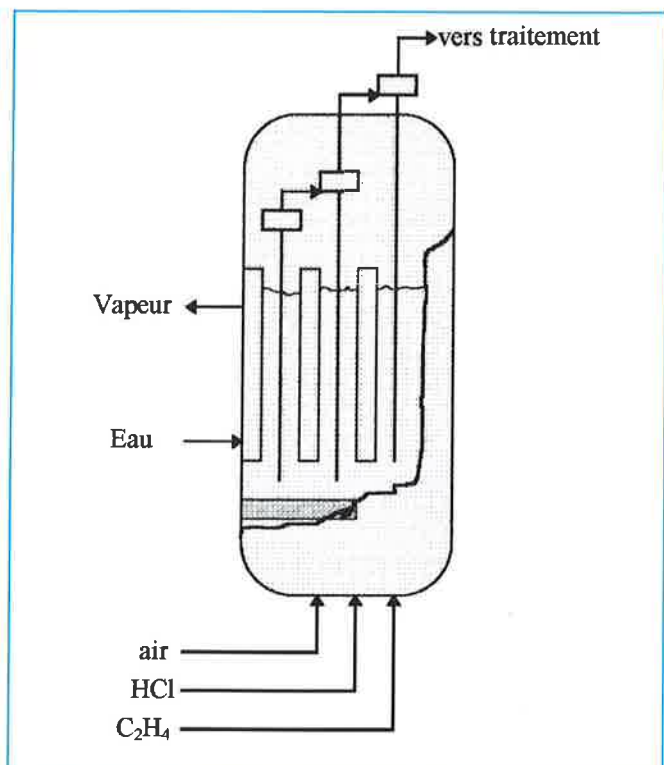 vers traitement
Vapeur
Eau
air
HCl
C₂H₄